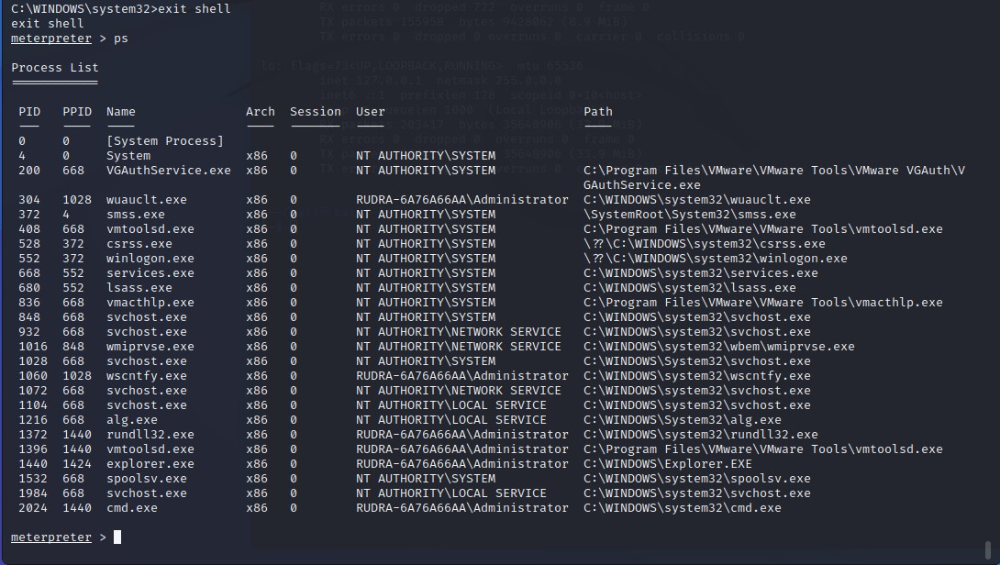 C:\WINDOWS\system32>exit shell
exit shell
meterpreter > ps
Process List
PID PPID Name Arch Session User Path
0 0 [System Process]
4 0 System x86 0 NT AUTHORITY\SYSTEM
200 668 VGAuthService.exe x86 0 NT AUTHORITY\SYSTEM C:\Program Files\VMware\VMware Tools\VMware VGAuth\V
GAuthService.exe
304 1028 wuauclt.exe x86 0 RUDRA-6A76A66AA\Administrator C:\WINDOWS\system32\wuauclt.exe
372 4 smss.exe x86 0 NT AUTHORITY\SYSTEM \SystemRoot\System32\smss.exe
408 668 vmtoolsd.exe x86 0 NT AUTHORITY\SYSTEM C:\Program Files\VMware\VMware Tools\vmtoolsd.exe
528 372 csrss.exe x86 0 NT AUTHORITY\SYSTEM \??\C:\WINDOWS\system32\csrss.exe
552 372 winlogon.exe x86 0 NT AUTHORITY\SYSTEM \??\C:\WINDOWS\system32\winlogon.exe
668 552 services.exe x86 0 NT AUTHORITY\SYSTEM C:\WINDOWS\system32\services.exe
680 552 lsass.exe x86 0 NT AUTHORITY\SYSTEM C:\WINDOWS\system32\lsass.exe
836 668 vmacthlp.exe x86 0 NT AUTHORITY\SYSTEM C:\Program Files\VMware\VMware Tools\vmacthlp.exe
848 668 svchost.exe x86 0 NT AUTHORITY\SYSTEM C:\WINDOWS\system32\svchost.exe
932 668 svchost.exe x86 0 NT AUTHORITY\NETWORK SERVICE C:\WINDOWS\system32\svchost.exe
1016 848 wmiprvse.exe x86 0 NT AUTHORITY\NETWORK SERVICE C:\WINDOWS\system32\wbem\wmiprvse.exe
1028 668 svchost.exe x86 0 NT AUTHORITY\SYSTEM C:\WINDOWS\System32\svchost.exe
1060 1028 wscntfy.exe x86 0 RUDRA-6A76A66AA\Administrator C:\WINDOWS\system32\wscntfy.exe
1072 668 svchost.exe x86 0 NT AUTHORITY\NETWORK SERVICE C:\WINDOWS\system32\svchost.exe
1104 668 svchost.exe x86 0 NT AUTHORITY\LOCAL SERVICE C:\WINDOWS\system32\svchost.exe
1216 668 alg.exe x86 0 NT AUTHORITY\LOCAL SERVICE C:\WINDOWS\System32\alg.exe
1372 1440 rundll32.exe x86 0 RUDRA-6A76A66AA\Administrator C:\WINDOWS\system32\rundll32.exe
1396 1440 vmtoolsd.exe x86 0 RUDRA-6A76A66AA\Administrator C:\Program Files\VMware\VMware Tools\vmtoolsd.exe
1440 1424 explorer.exe x86 0 RUDRA-6A76A66AA\Administrator C:\WINDOWS\Explorer.EXE
1532 668 spoolsv.exe x86 0 NT AUTHORITY\SYSTEM C:\WINDOWS\system32\spoolsv.exe
1984 668 svchost.exe x86 0 NT AUTHORITY\LOCAL SERVICE C:\WINDOWS\system32\svchost.exe
2024 1440 cmd.exe x86 0 RUDRA-6A76A66AA\Administrator C:\WINDOWS\system32\cmd.exe
meterpreter >